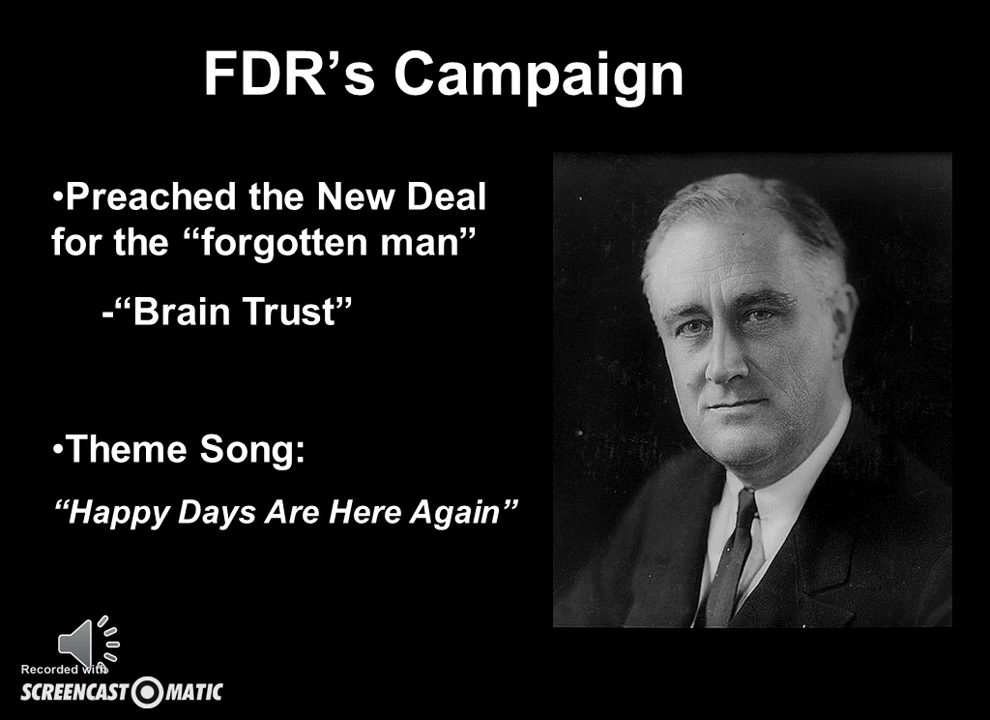 FDR’s Campaign
•Preached the New Deal
for the “forgotten man”
-“Brain Trust”
•Theme Song:
“Happy Days Are Here Again”
Recorded with
SCREENCAST O MATIC